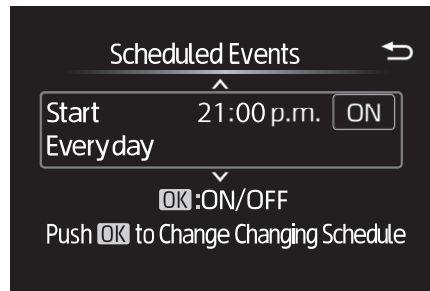 Scheduled Events
Start 21:00 p.m. ON
Everyday
OK :ON/OFF
Push OK to Change Changing Schedule